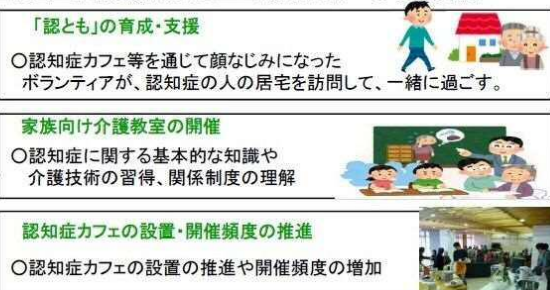 「認とも」の育成・支援
○認知症カフェ等を通じて顔なじみになった
ボランティアが、認知症の人の居宅を訪問して、一緒に過ごす。
家族向け介護教室の開催
○認知症に関する基本的な知識や
介護技術の習得、関係制度の理解
認知症カフェの設置・開催頻度の推進
○認知症カフェの設置の推進や開催頻度の増加